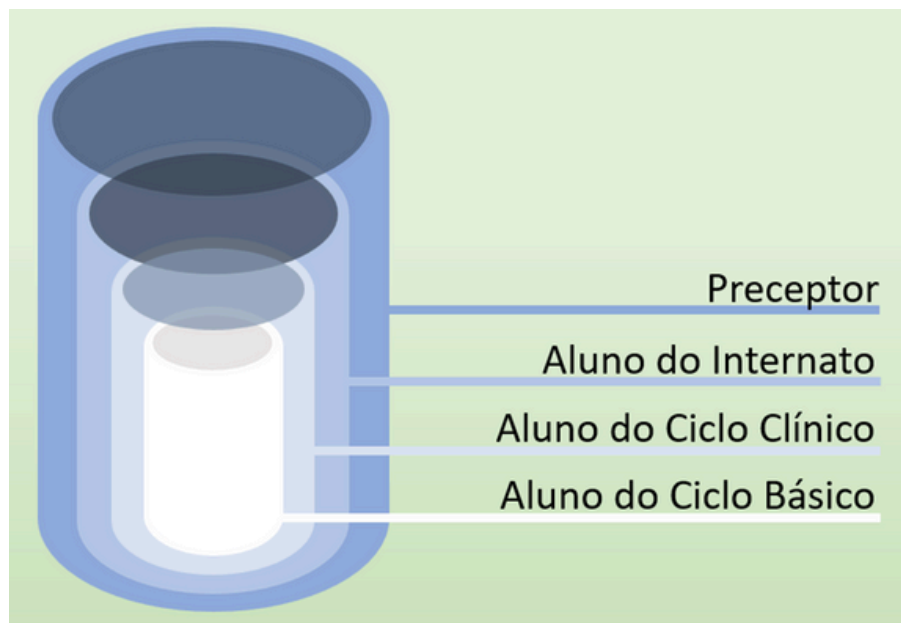 Preceptor
Aluno do Internato
Aluno do Ciclo Clínico
Aluno do Ciclo Básico